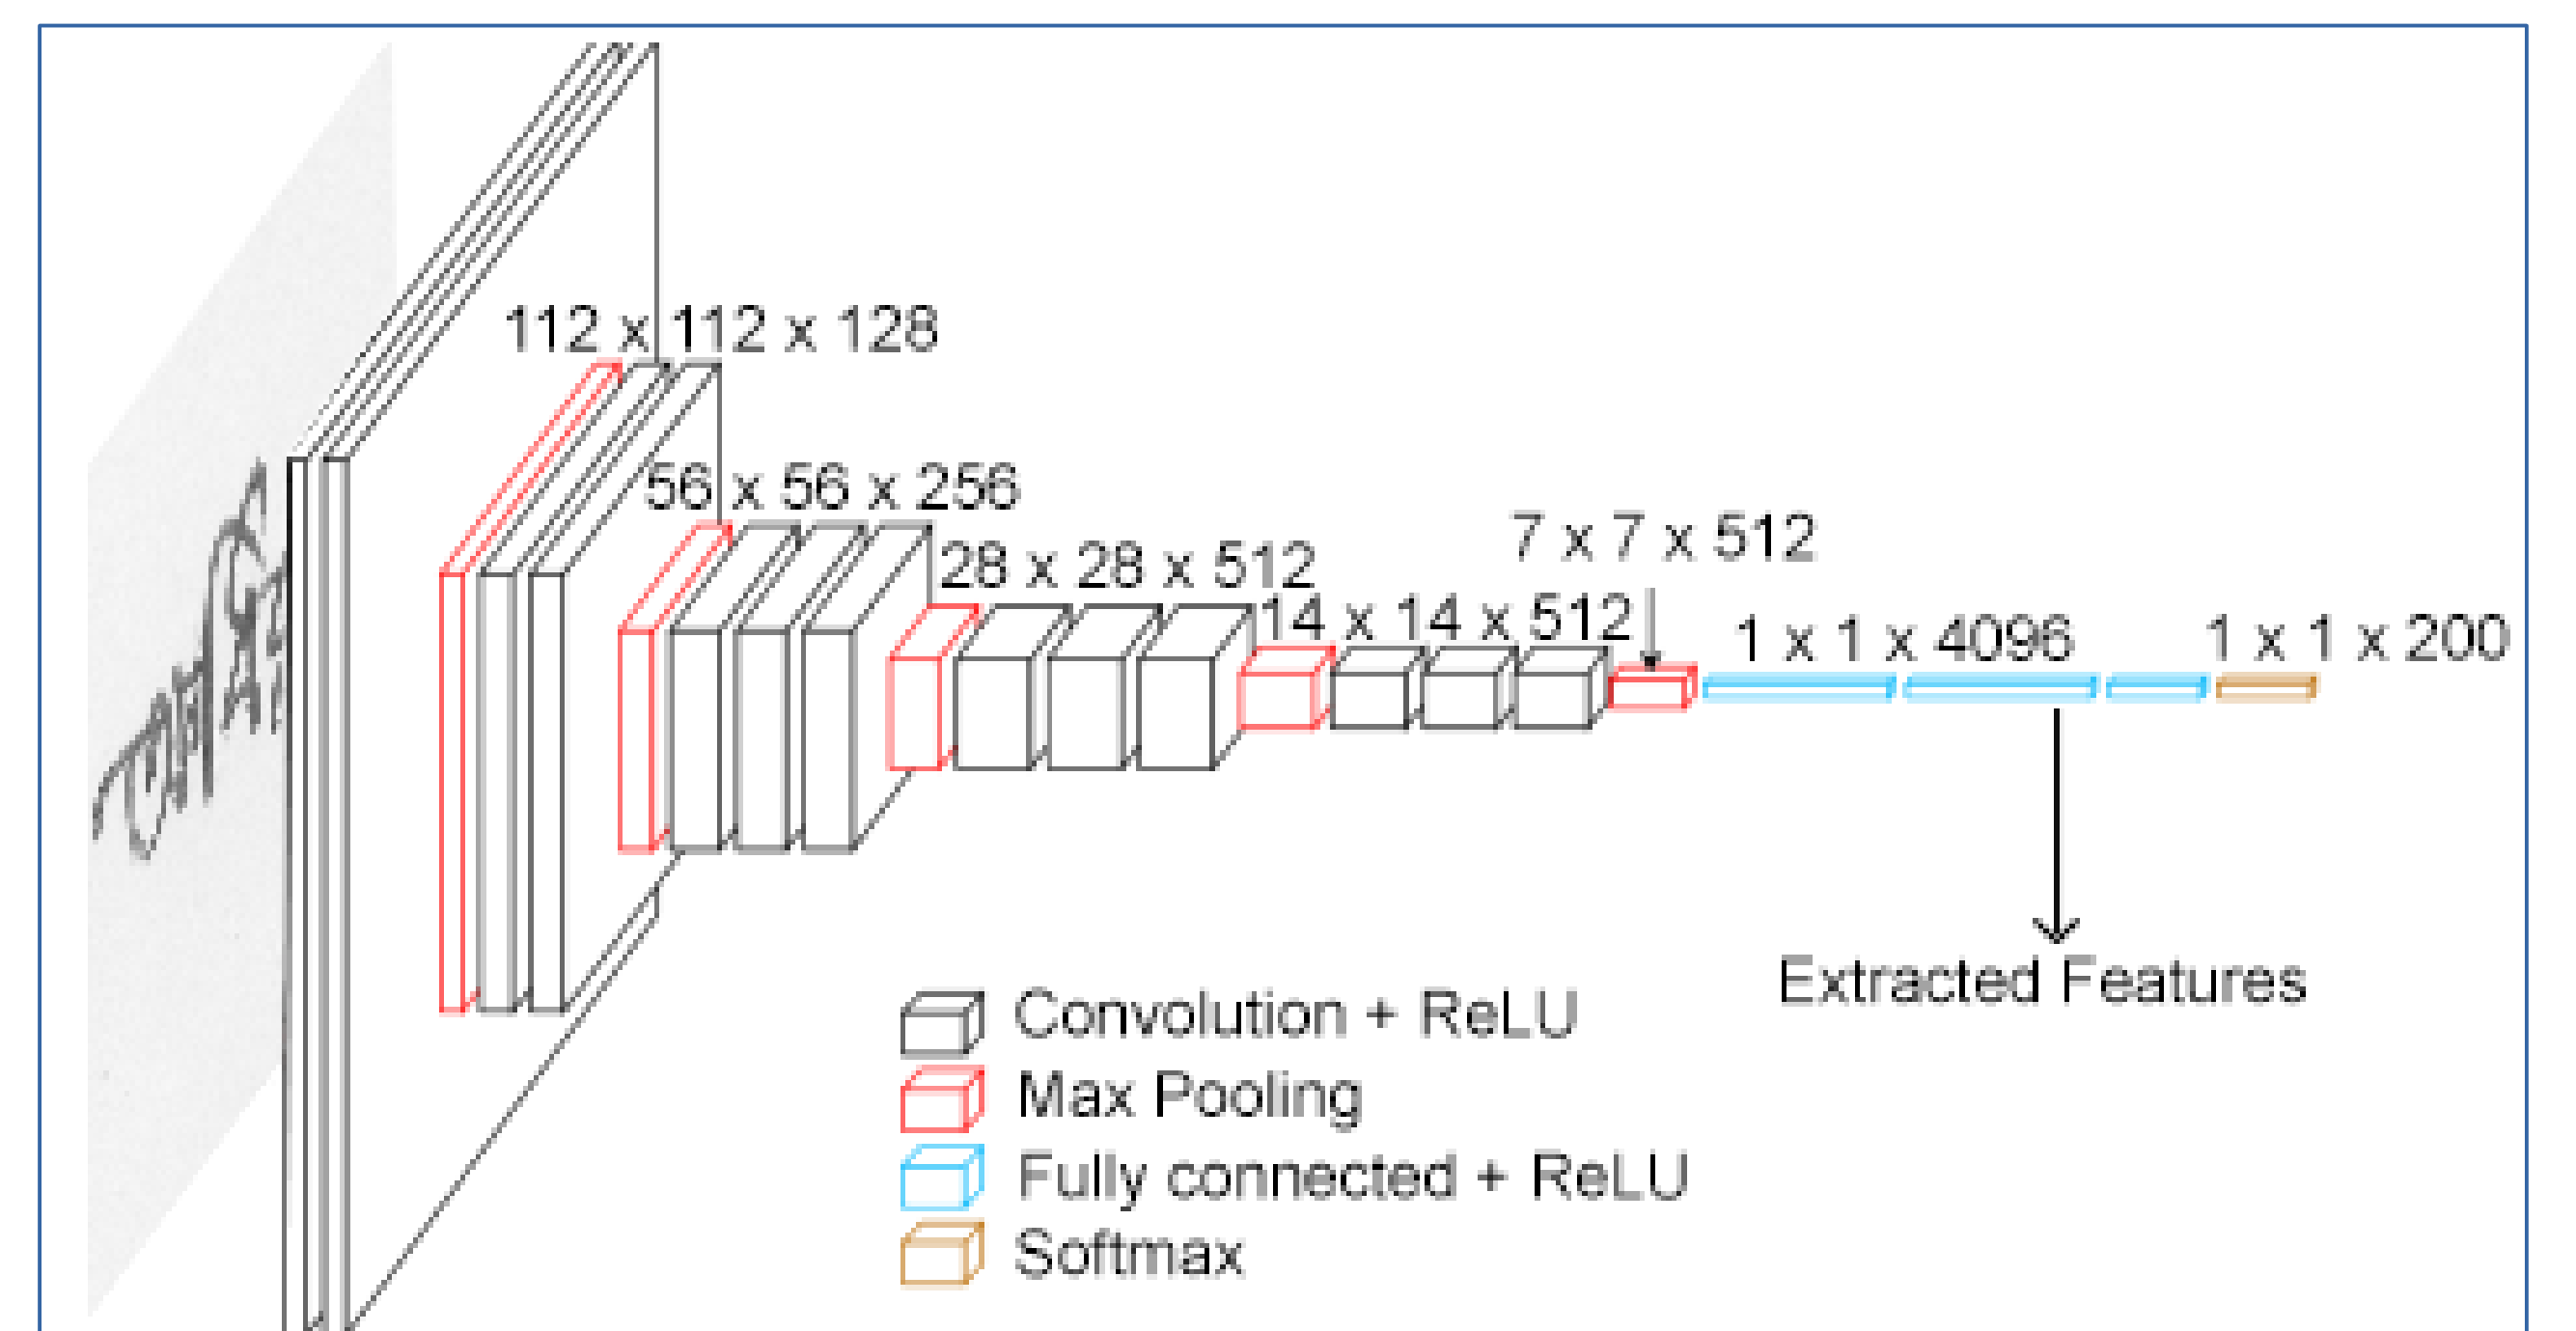 112 x 112 x 128
56 x 56 x 256
28 x 28 x 512
14 x 14 x 512
7 x 7 x 512
1 x 1 x 4096
1 x 1 x 200
Extracted Features
Convolution + ReLU
Max Pooling
Fully connected + ReLU
Softmax